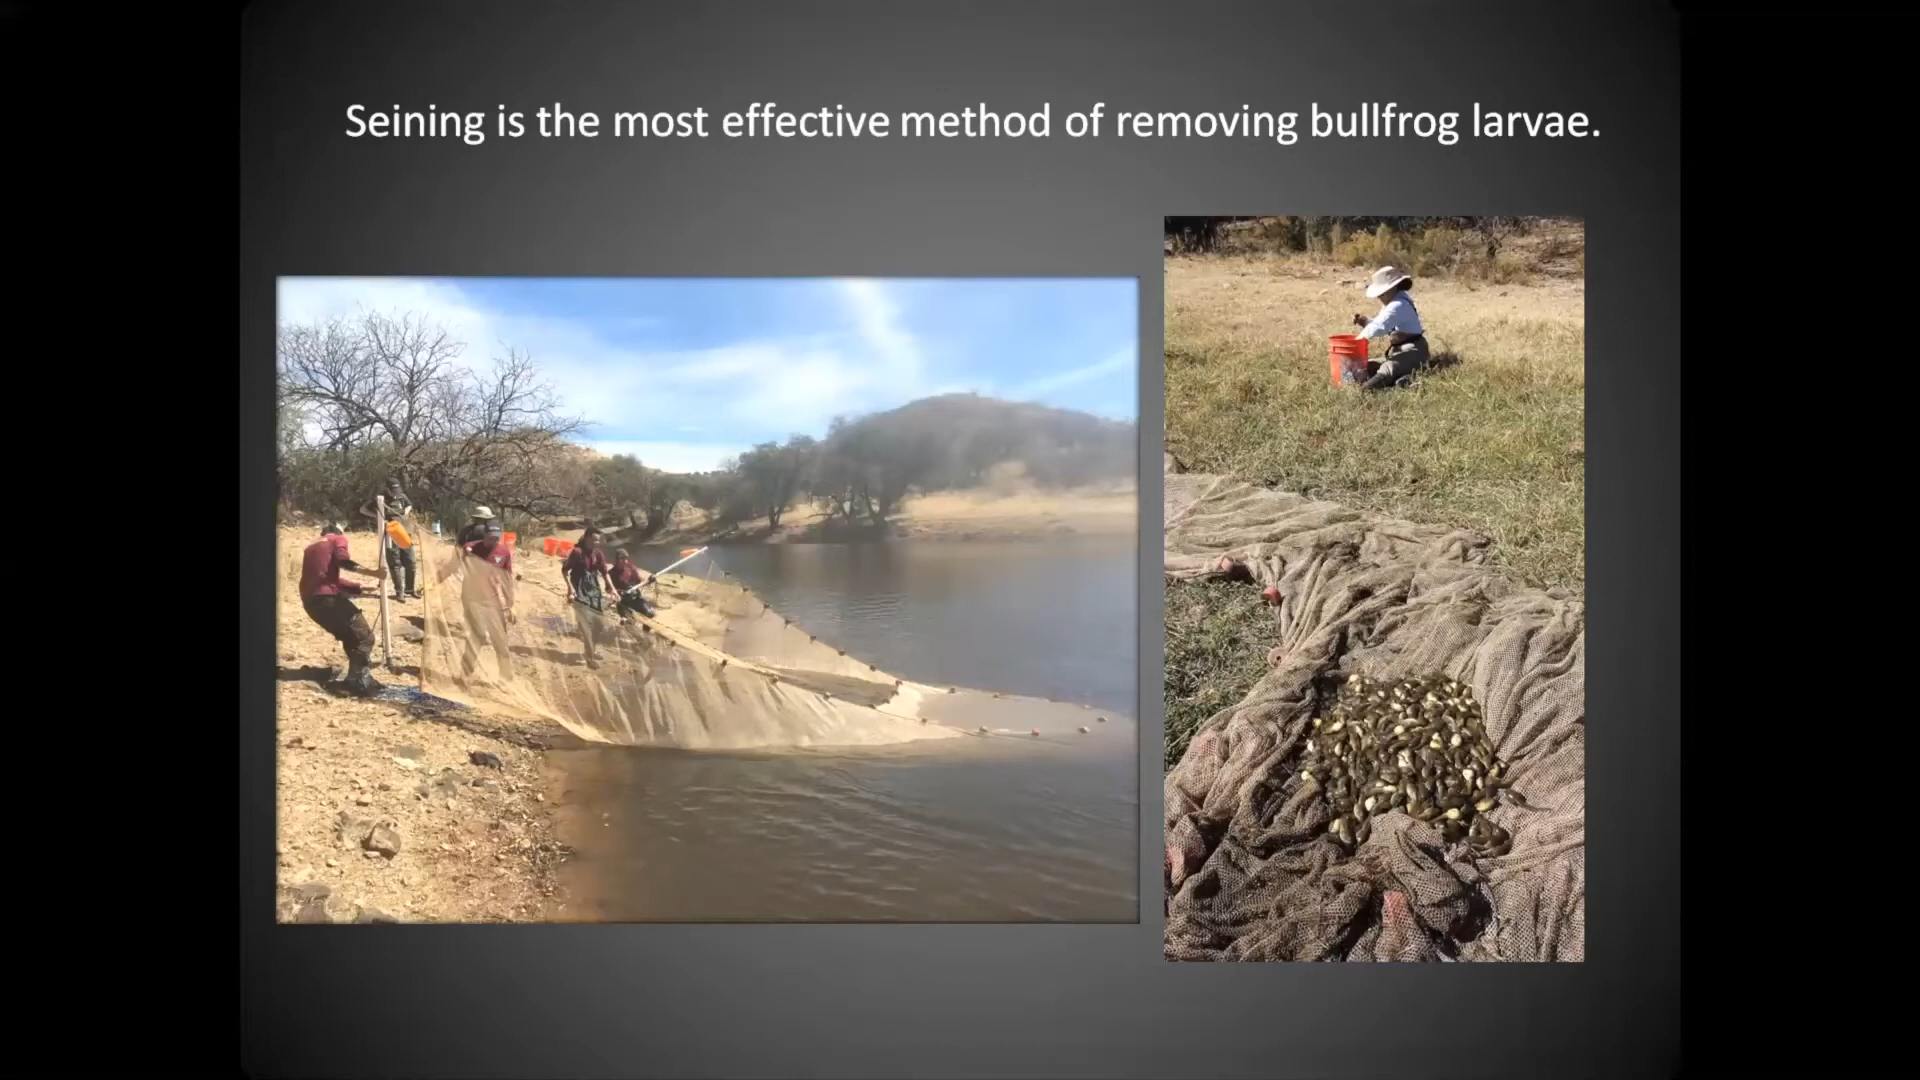 Seining is the most effective method of removing bullfrog larvae.